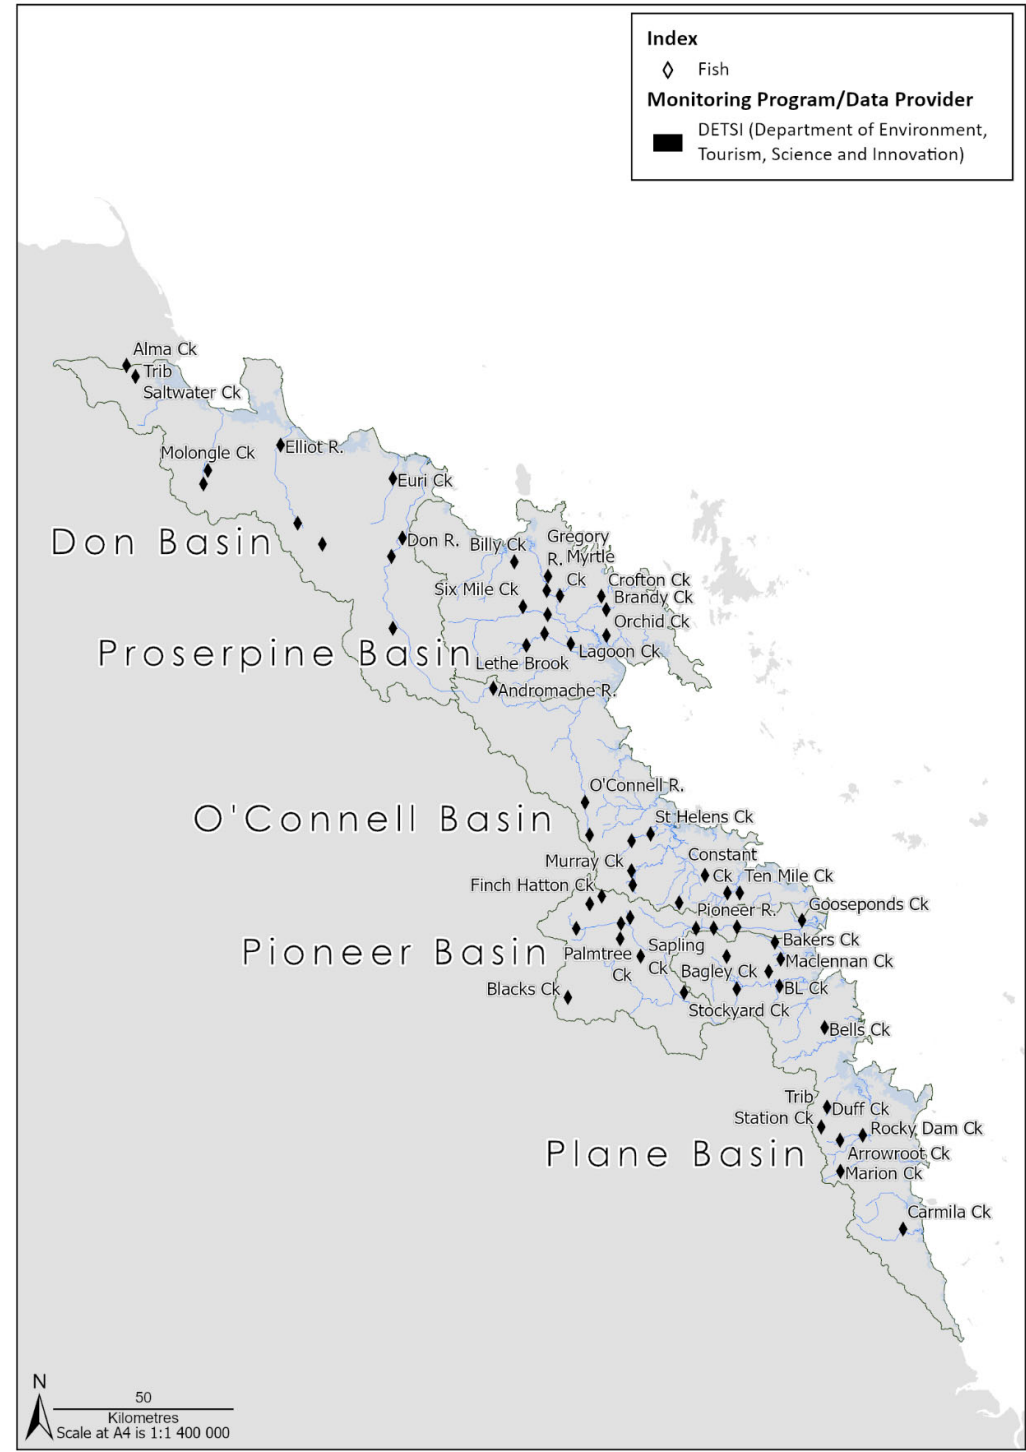 Index
Fish
Monitoring Program/Data Provider
DETSI (Department of Environment,
Tourism, Science and Innovation)
Alma Ck
Trib
Saltwater Ck
Molongle Ck
Elliot R.
Euri Ck
Don Basin
Don R.
Billy Ck
Gregory
R.
Myrtle
Ck
Six Mile Ck
Crofton Ck
Brandy Ck
Orchid Ck
Proserpine Basin
Lethe Brook
Lagoon Ck
Andromache R.
O'Connell R.
O'Connell Basin
St Helens Ck
Murray Ck
Constant
Ck
Ten Mile Ck
Finch Hatton Ck
Pioneer R.
Gooseponds Ck
Pioneer Basin
Palmtree
Ck
Sapling
Ck
Bakers Ck
Bagley Ck
Maclennan Ck
Blacks Ck
BL Ck
Stockyard Ck
Bells Ck
Trib
Station Ck
Duff Ck
Rocky Dam Ck
Plane Basin
Arrowroot Ck
Marion Ck
Carmila Ck
N
50
Kilometres
Scale at A4 is 1:1 400 000